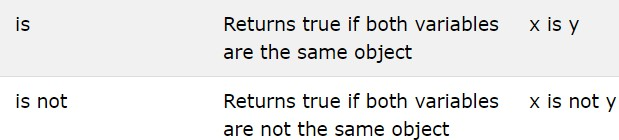 is Returns true if both variables x is y
are the same object
is not Returns true if both variables x is not y
are not the same object